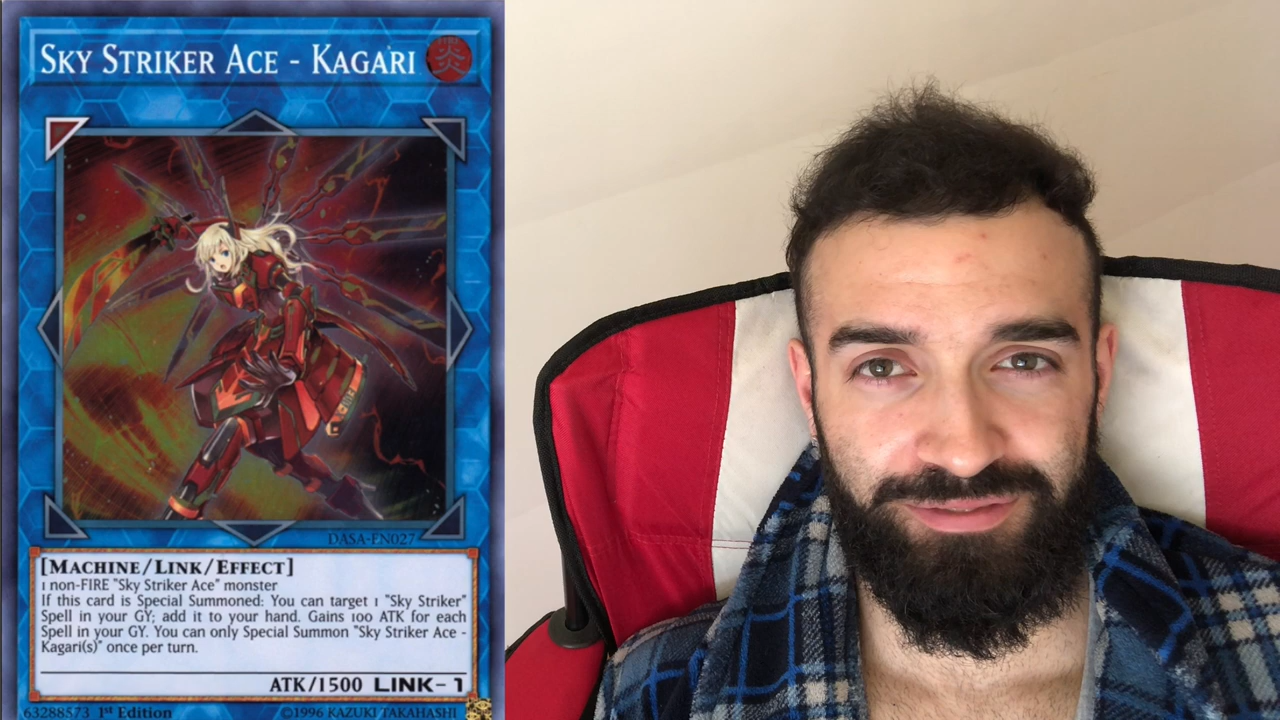 SKY STRIKER ACE - KAGARI
炎
DASA-EN027
[MACHINE/LINK/EFFECT]
1 non-FIRE "Sky Striker Ace" monster
If this card is Special Summoned: You can target 1 "Sky Striker"
Spell in your GY; add it to your hand. Gains 100 ATK for each
Spell in your GY. You can only Special Summon "Sky Striker Ace -
Kagari(s)" once per turn.
ATK/1500 LINK-1
63288573 1st Edition ©1996 KAZUKI TAKAHASHI